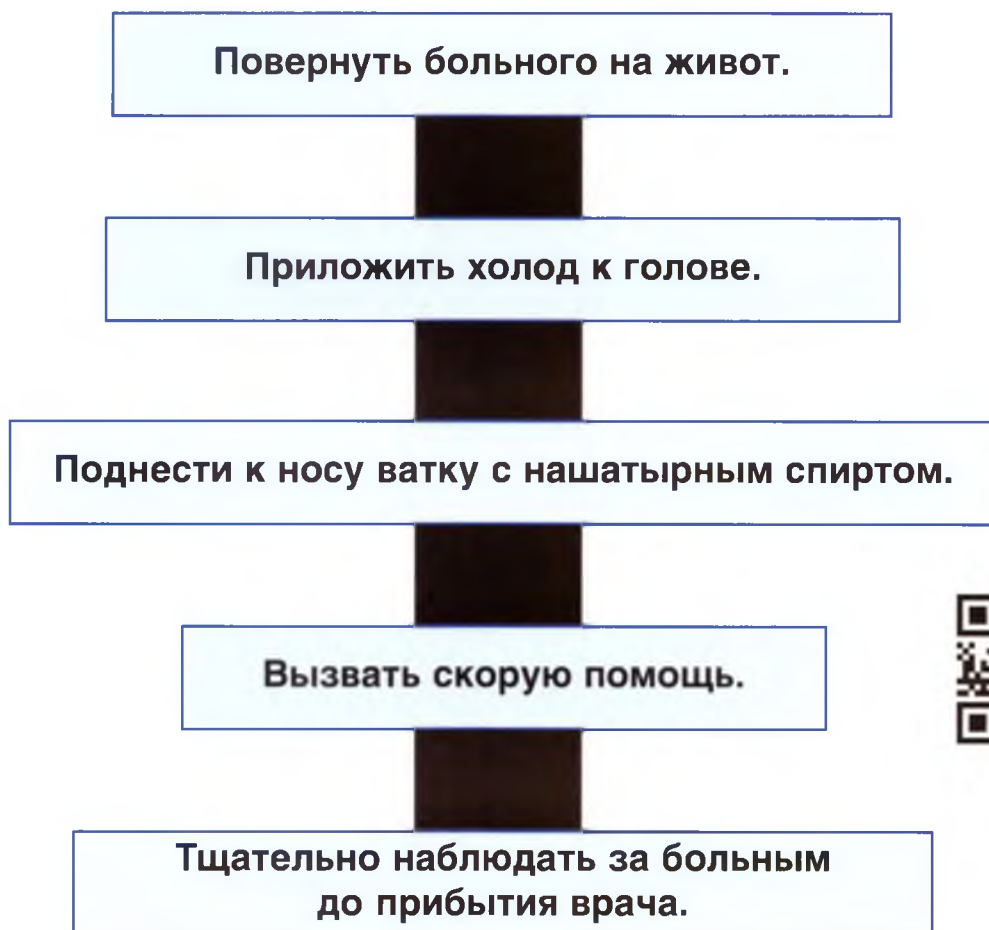 Повернуть больного на живот.
Приложить холод к голове.
Поднести к носу ватку с нашатырным спиртом.
Вызвать скорую помощь.
Тщательно наблюдать за больным
до прибытия врача.